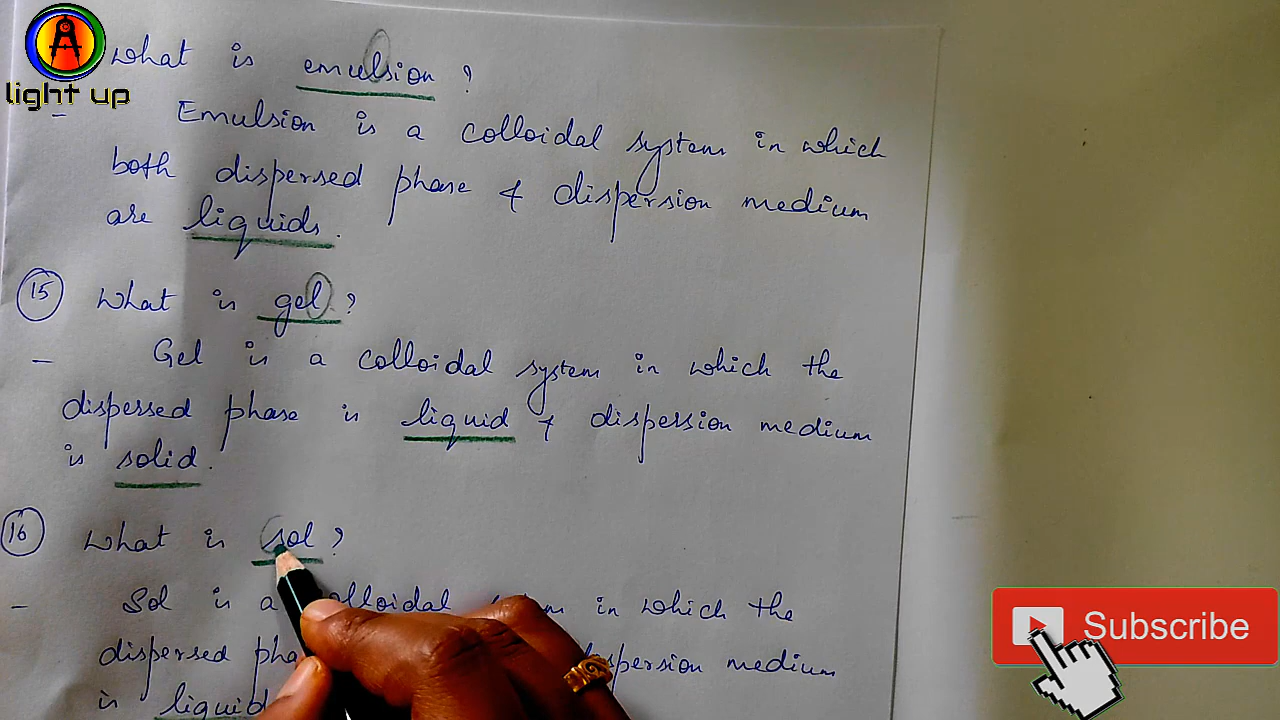 light up
What is emulsion ?
- Emulsion is a colloidal system in which
both dispersed phase & dispersion medium
are liquids.
15 What is gel ?
- Gel is a colloidal system in which the
dispersed phase is liquid & dispersion medium
is solid.
16 What is sol ?
- Sol is a colloidal in which the
dispersed dispersion medium
is liquid
Subscribe